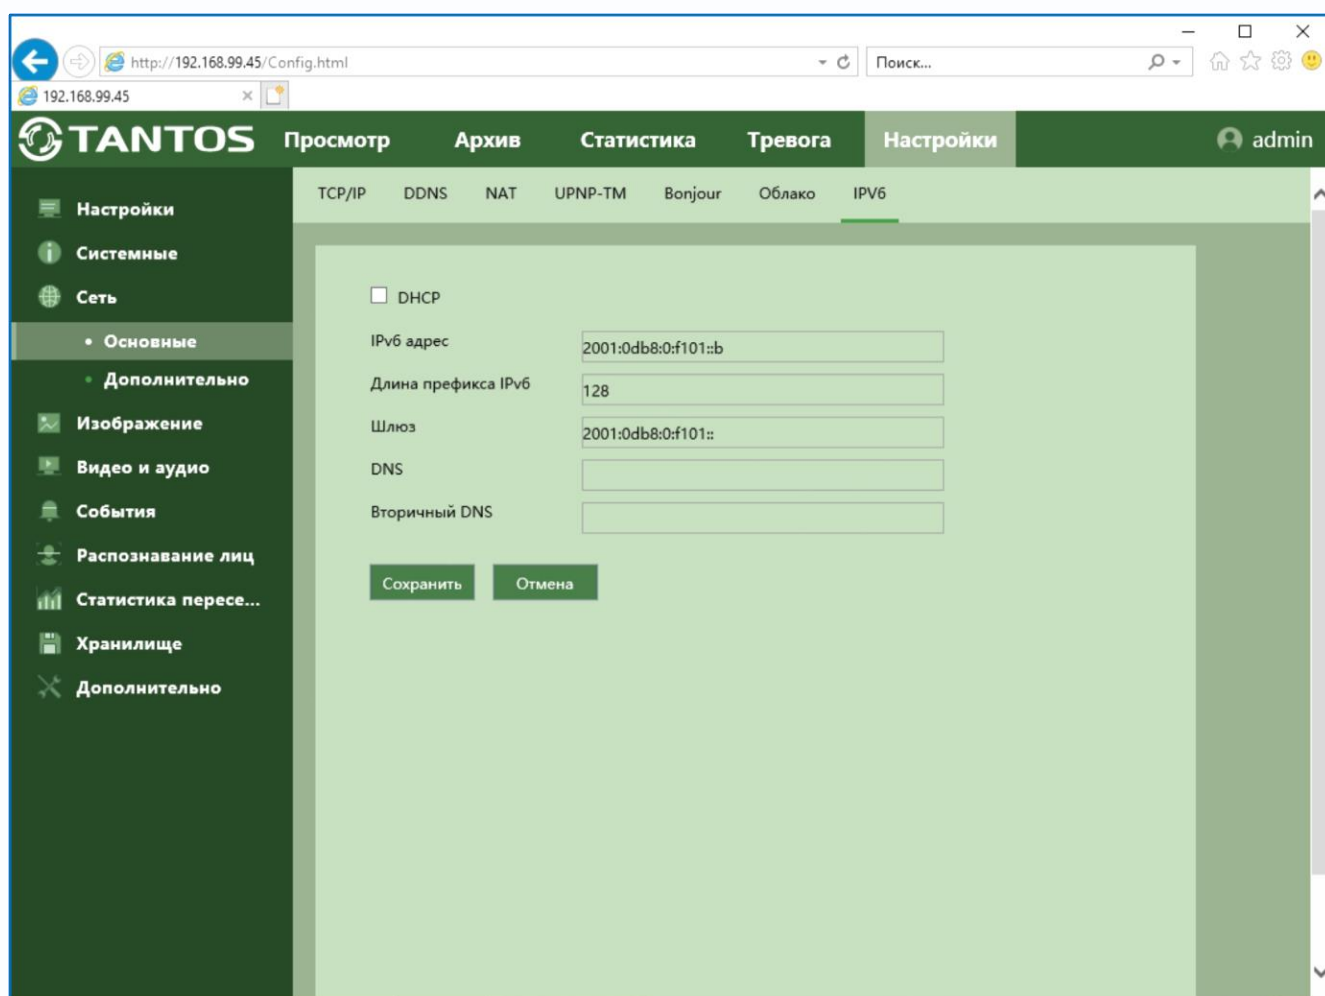 http://192.168.99.45/Config.html
Поиск...
192.168.99.45
TANTOS Просмотр Архив Статистика Тревога Настройки admin
TCP/IP DDNS NAT UPNP-TM Bonjour Облако IPV6
Настройки
Системные
Сеть
Основные
Дополнительно
Изображение
Видео и аудио
События
Распознавание лиц
Статистика пересе...
Хранилище
Дополнительно
DHCP
IPv6 адрес 2001:0db8:0:f101::b
Длина префикса IPv6 128
Шлюз 2001:0db8:0:f101::
DNS
Вторичный DNS
Сохранить Отмена